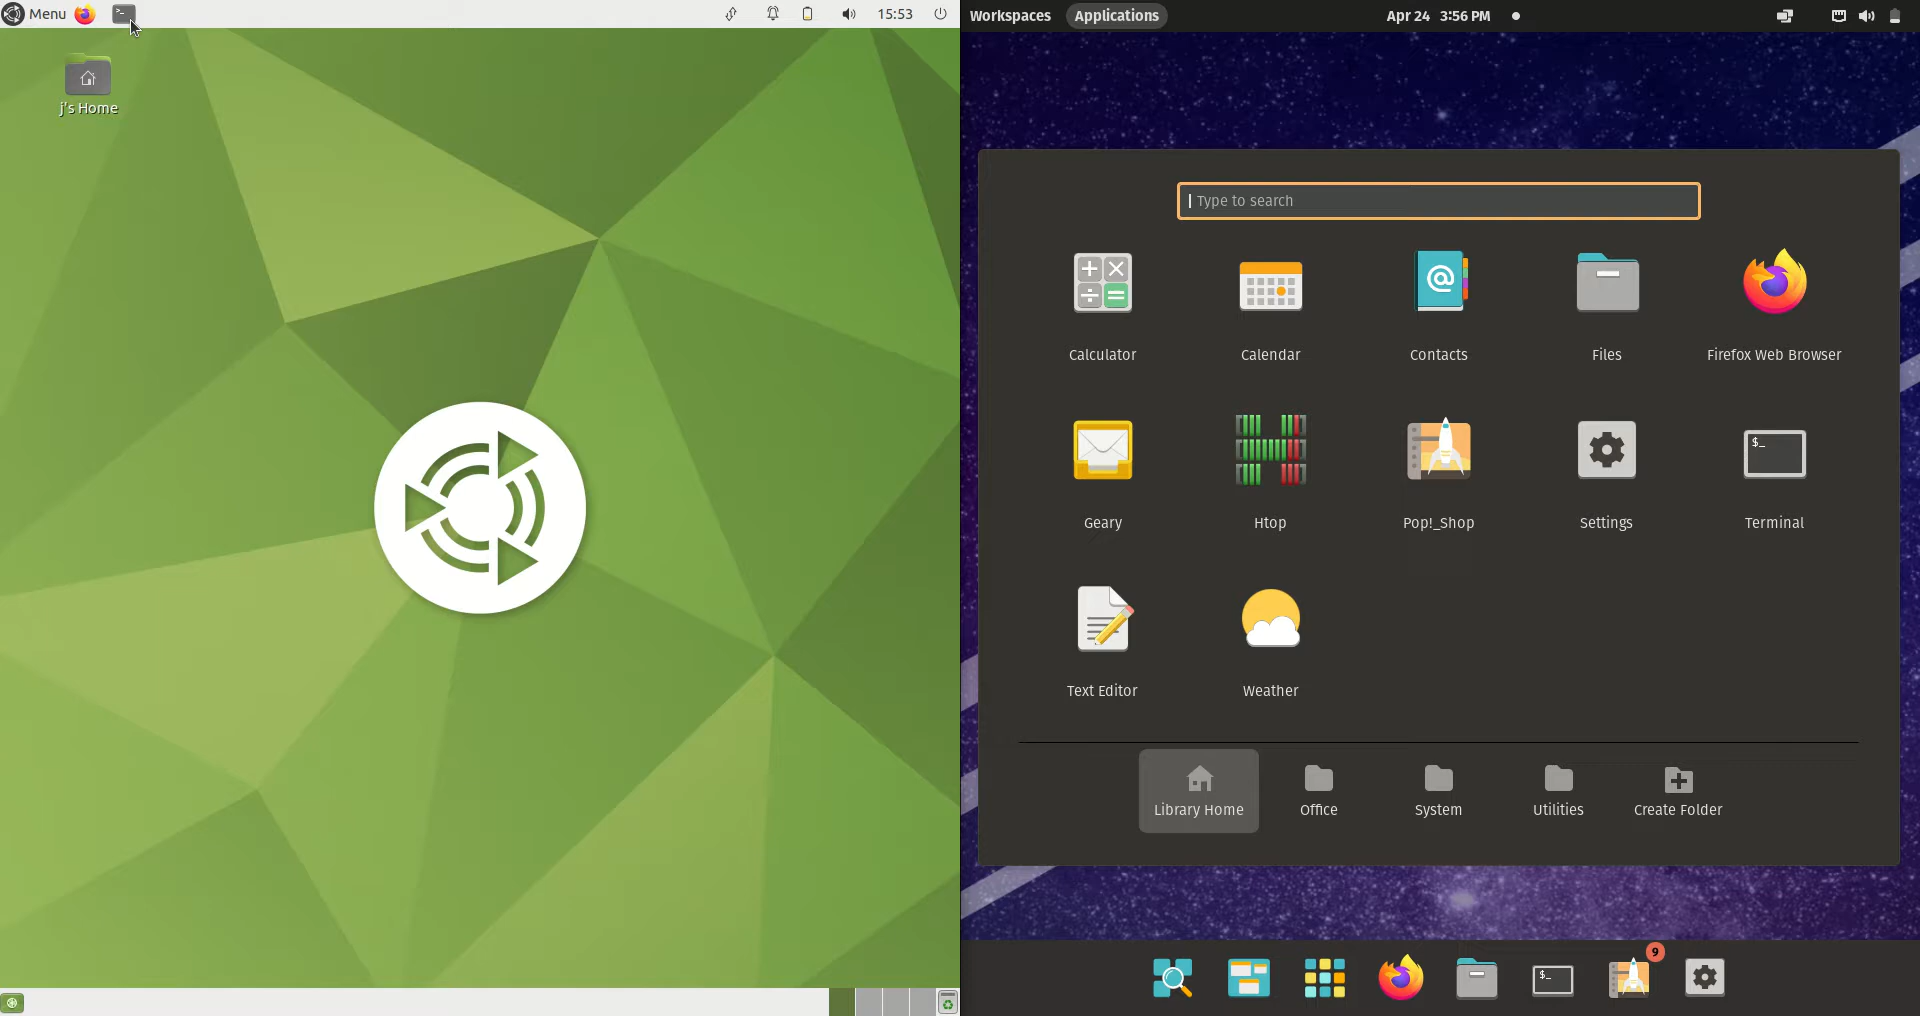 Menu
15:53
j's Home
Workspaces Applications
Apr 24 3:56 PM
Type to search
Calculator
Calendar
Contacts
Files
Firefox Web Browser
Geary
Htop
Pop!_Shop
Settings
$_
Terminal
Text Editor
Weather
Library Home
Office
System
Utilities
Create Folder
$_
9